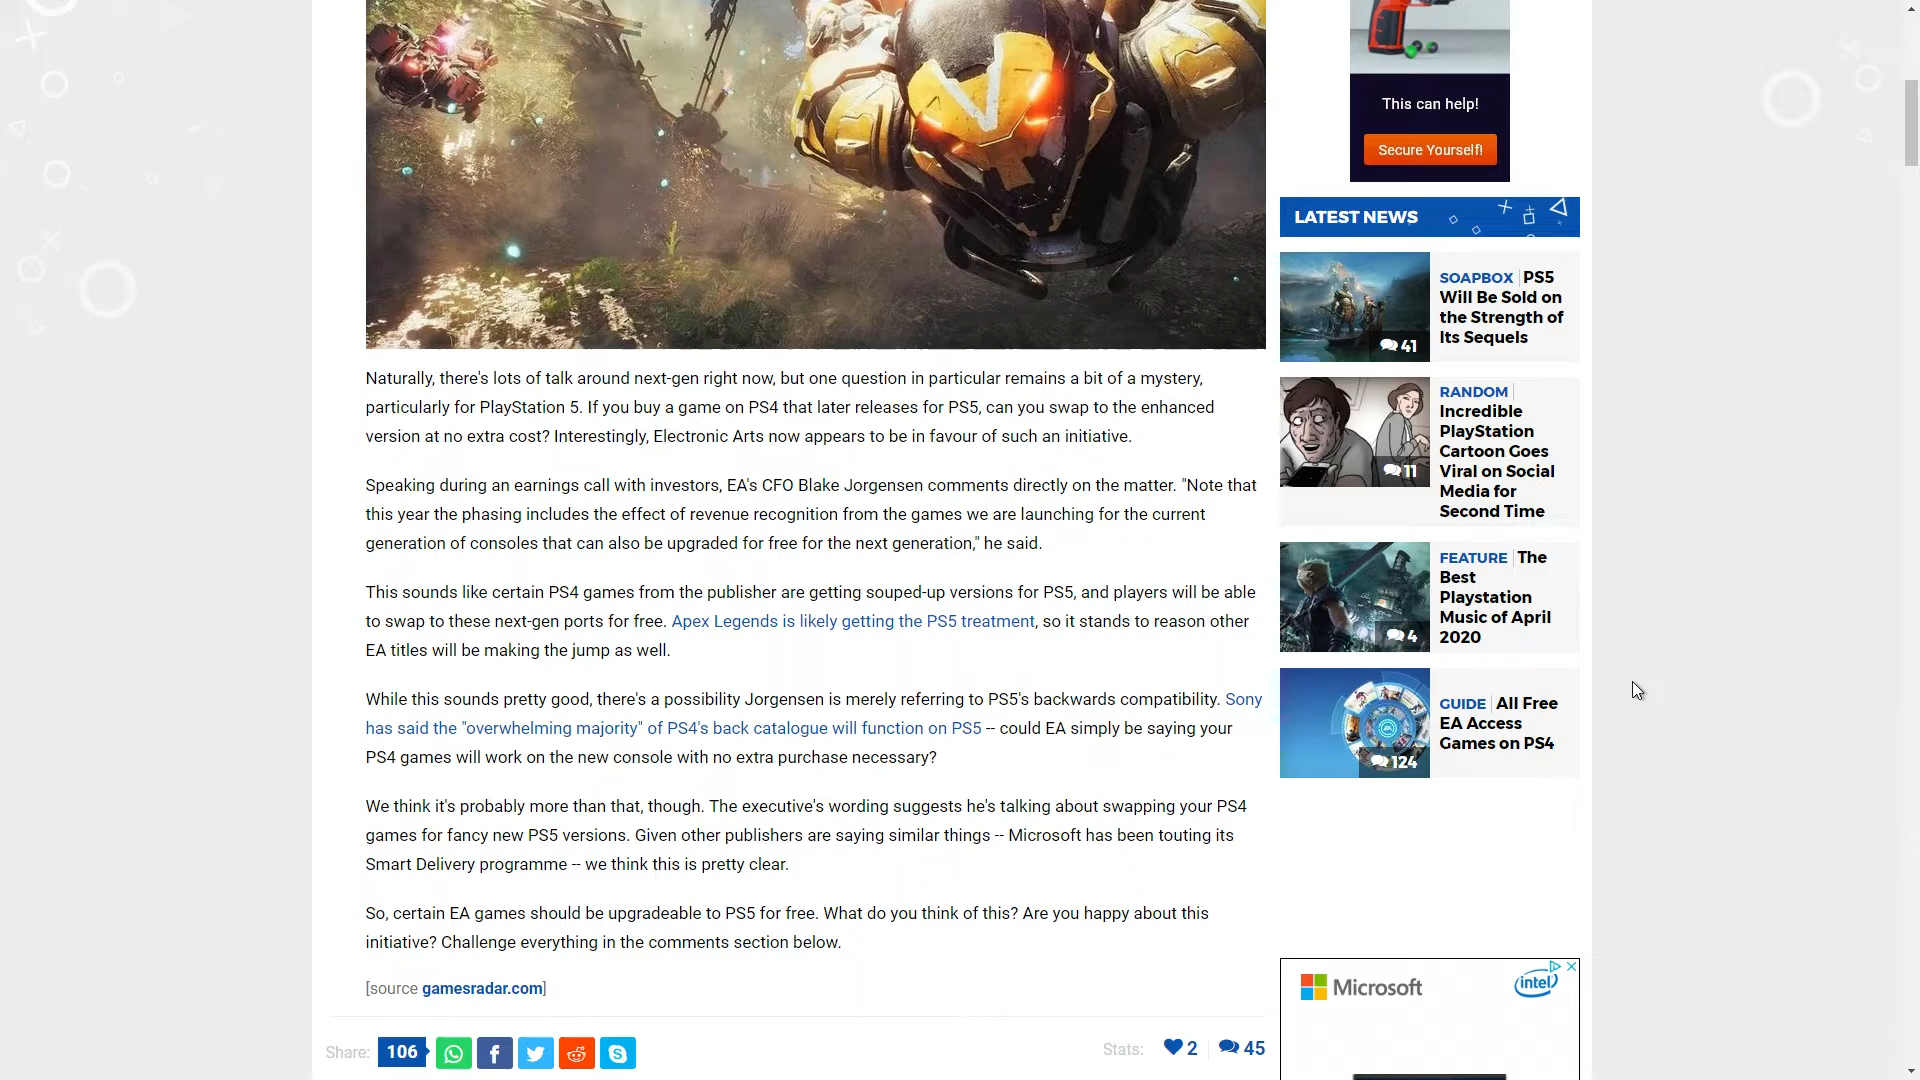 This can help!
Secure Yourself!
LATEST NEWS
SOAPBOX PS5
Will Be Sold on
the Strength of
Its Sequels
41
RANDOM
Incredible
PlayStation
Cartoon Goes
Viral on Social
Media for
Second Time
11
FEATURE The
Best
Playstation
Music of April
2020
4
GUIDE All Free
EA Access
Games on PS4
124
Naturally, there's lots of talk around next-gen right now, but one question in particular remains a bit of a mystery,
particularly for PlayStation 5. If you buy a game on PS4 that later releases for PS5, can you swap to the enhanced
version at no extra cost? Interestingly, Electronic Arts now appears to be in favour of such an initiative.
Speaking during an earnings call with investors, EA's CFO Blake Jorgensen comments directly on the matter. "Note that
this year the phasing includes the effect of revenue recognition from the games we are launching for the current
generation of consoles that can also be upgraded for free for the next generation," he said.
This sounds like certain PS4 games from the publisher are getting souped-up versions for PS5, and players will be able
to swap to these next-gen ports for free. Apex Legends is likely getting the PS5 treatment, so it stands to reason other
EA titles will be making the jump as well.
While this sounds pretty good, there's a possibility Jorgensen is merely referring to PS5's backwards compatibility. Sony
has said the "overwhelming majority" of PS4's back catalogue will function on PS5 -- could EA simply be saying your
PS4 games will work on the new console with no extra purchase necessary?
We think it's probably more than that, though. The executive's wording suggests he's talking about swapping your PS4
games for fancy new PS5 versions. Given other publishers are saying similar things -- Microsoft has been touting its
Smart Delivery programme -- we think this is pretty clear.
So, certain EA games should be upgradeable to PS5 for free. What do you think of this? Are you happy about this
initiative? Challenge everything in the comments section below.
[source gamesradar.com]
Share: 106
Stats: 2 45
Microsoft
intel